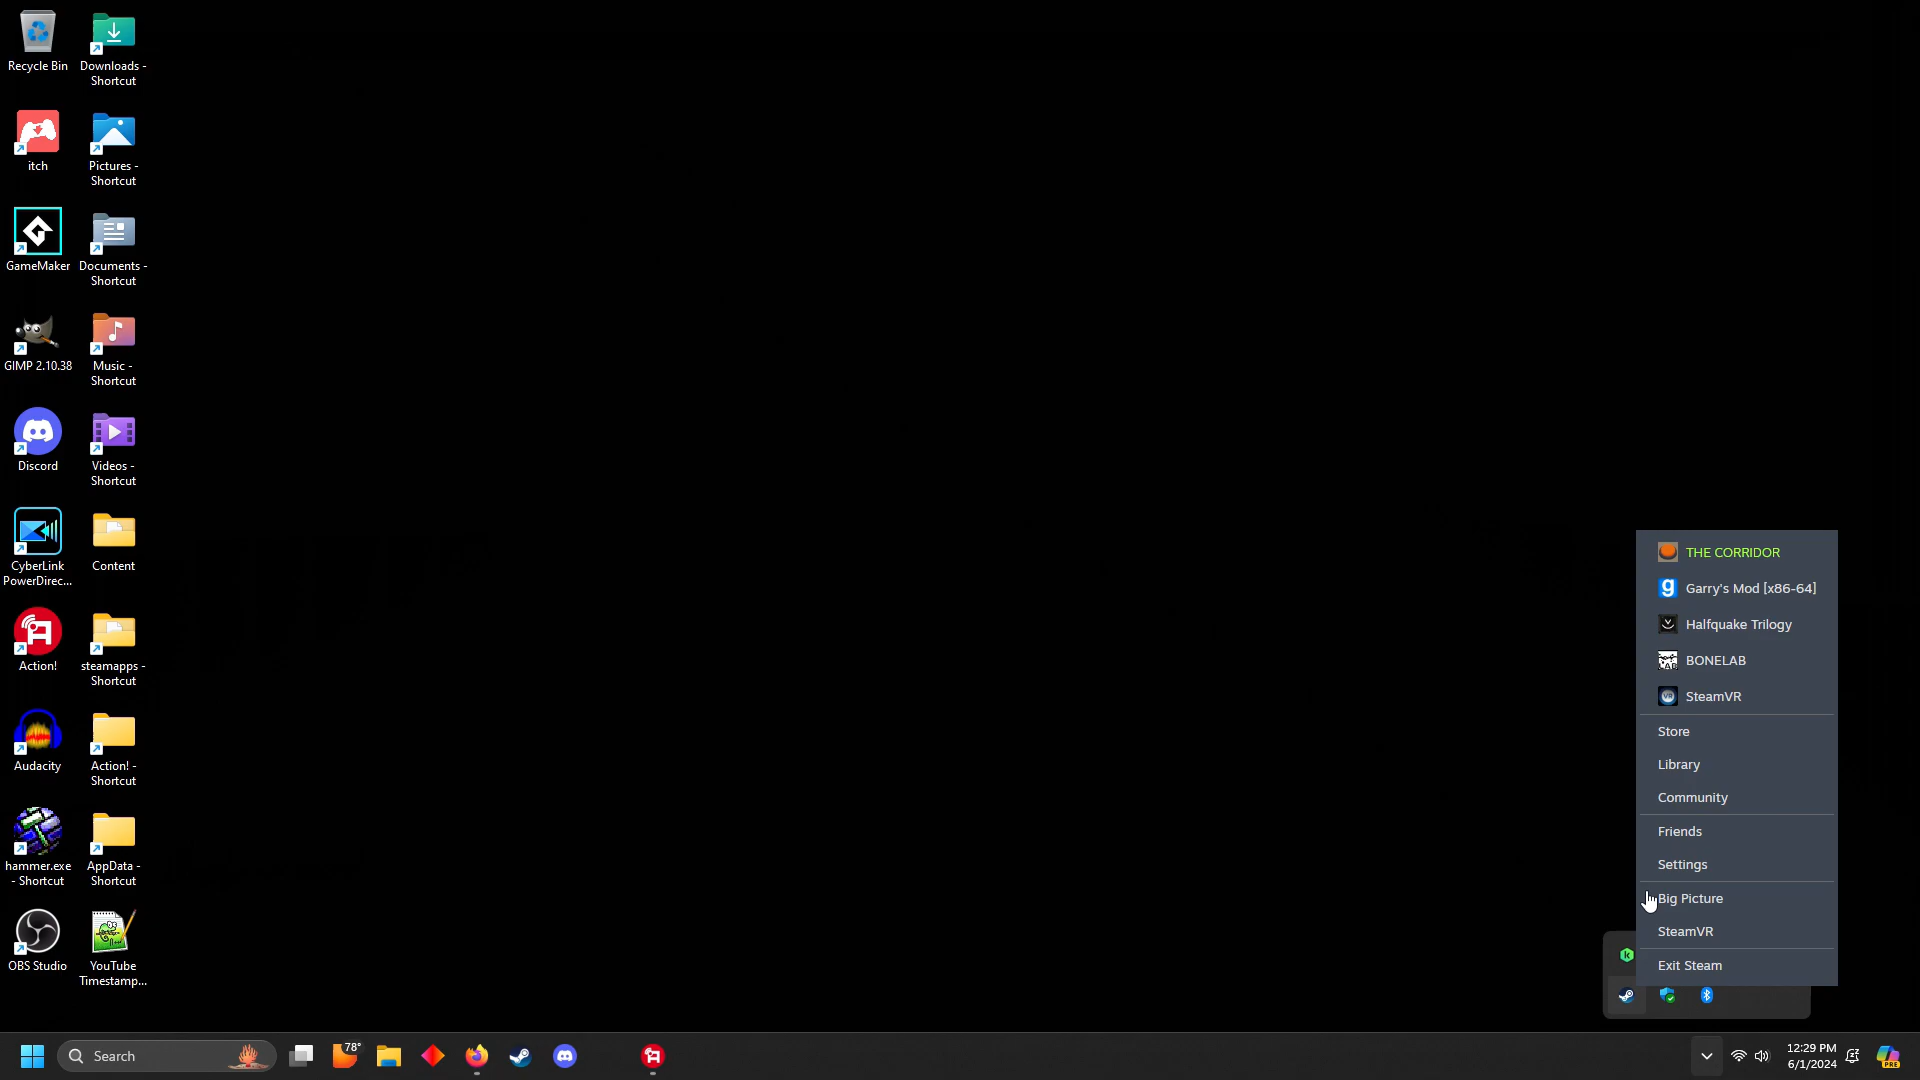 Recycle Bin
Downloads -
Shortcut
itch
Pictures -
Shortcut
GameMaker
Documents -
Shortcut
GIMP 2.10.38
Music -
Shortcut
Discord
Videos -
Shortcut
CyberLink
PowerDirec...
Content
Action!
steamapps -
Shortcut
Audacity
Action! -
Shortcut
hammer.exe
- Shortcut
AppData -
Shortcut
OBS Studio
YouTube
Timestamp...
THE CORRIDOR
Garry's Mod [x86-64]
Halfquake Trilogy
BONELAB
SteamVR
Store
Library
Community
Friends
Settings
Big Picture
SteamVR
Exit Steam
Search
78°
12:29 PM
6/1/2024
PRE